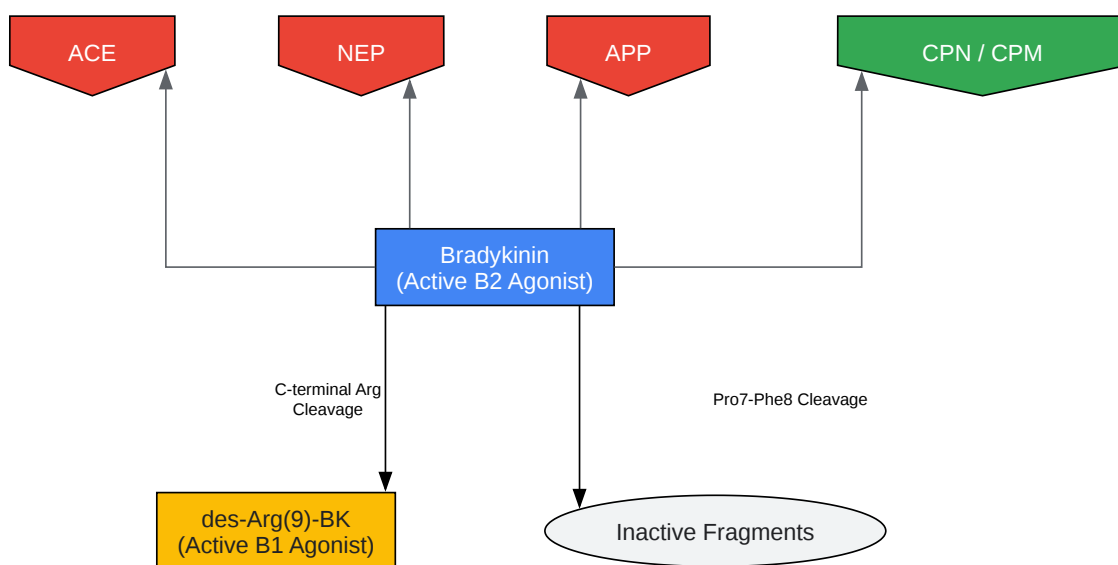 ACE
NEP
APP
CPN / CPM
Bradykinin
(Active B2 Agonist)
C-terminal Arg
Cleavage
Pro7-Phe8 Cleavage
des-Arg(9)-BK
(Active B1 Agonist)
Inactive Fragments